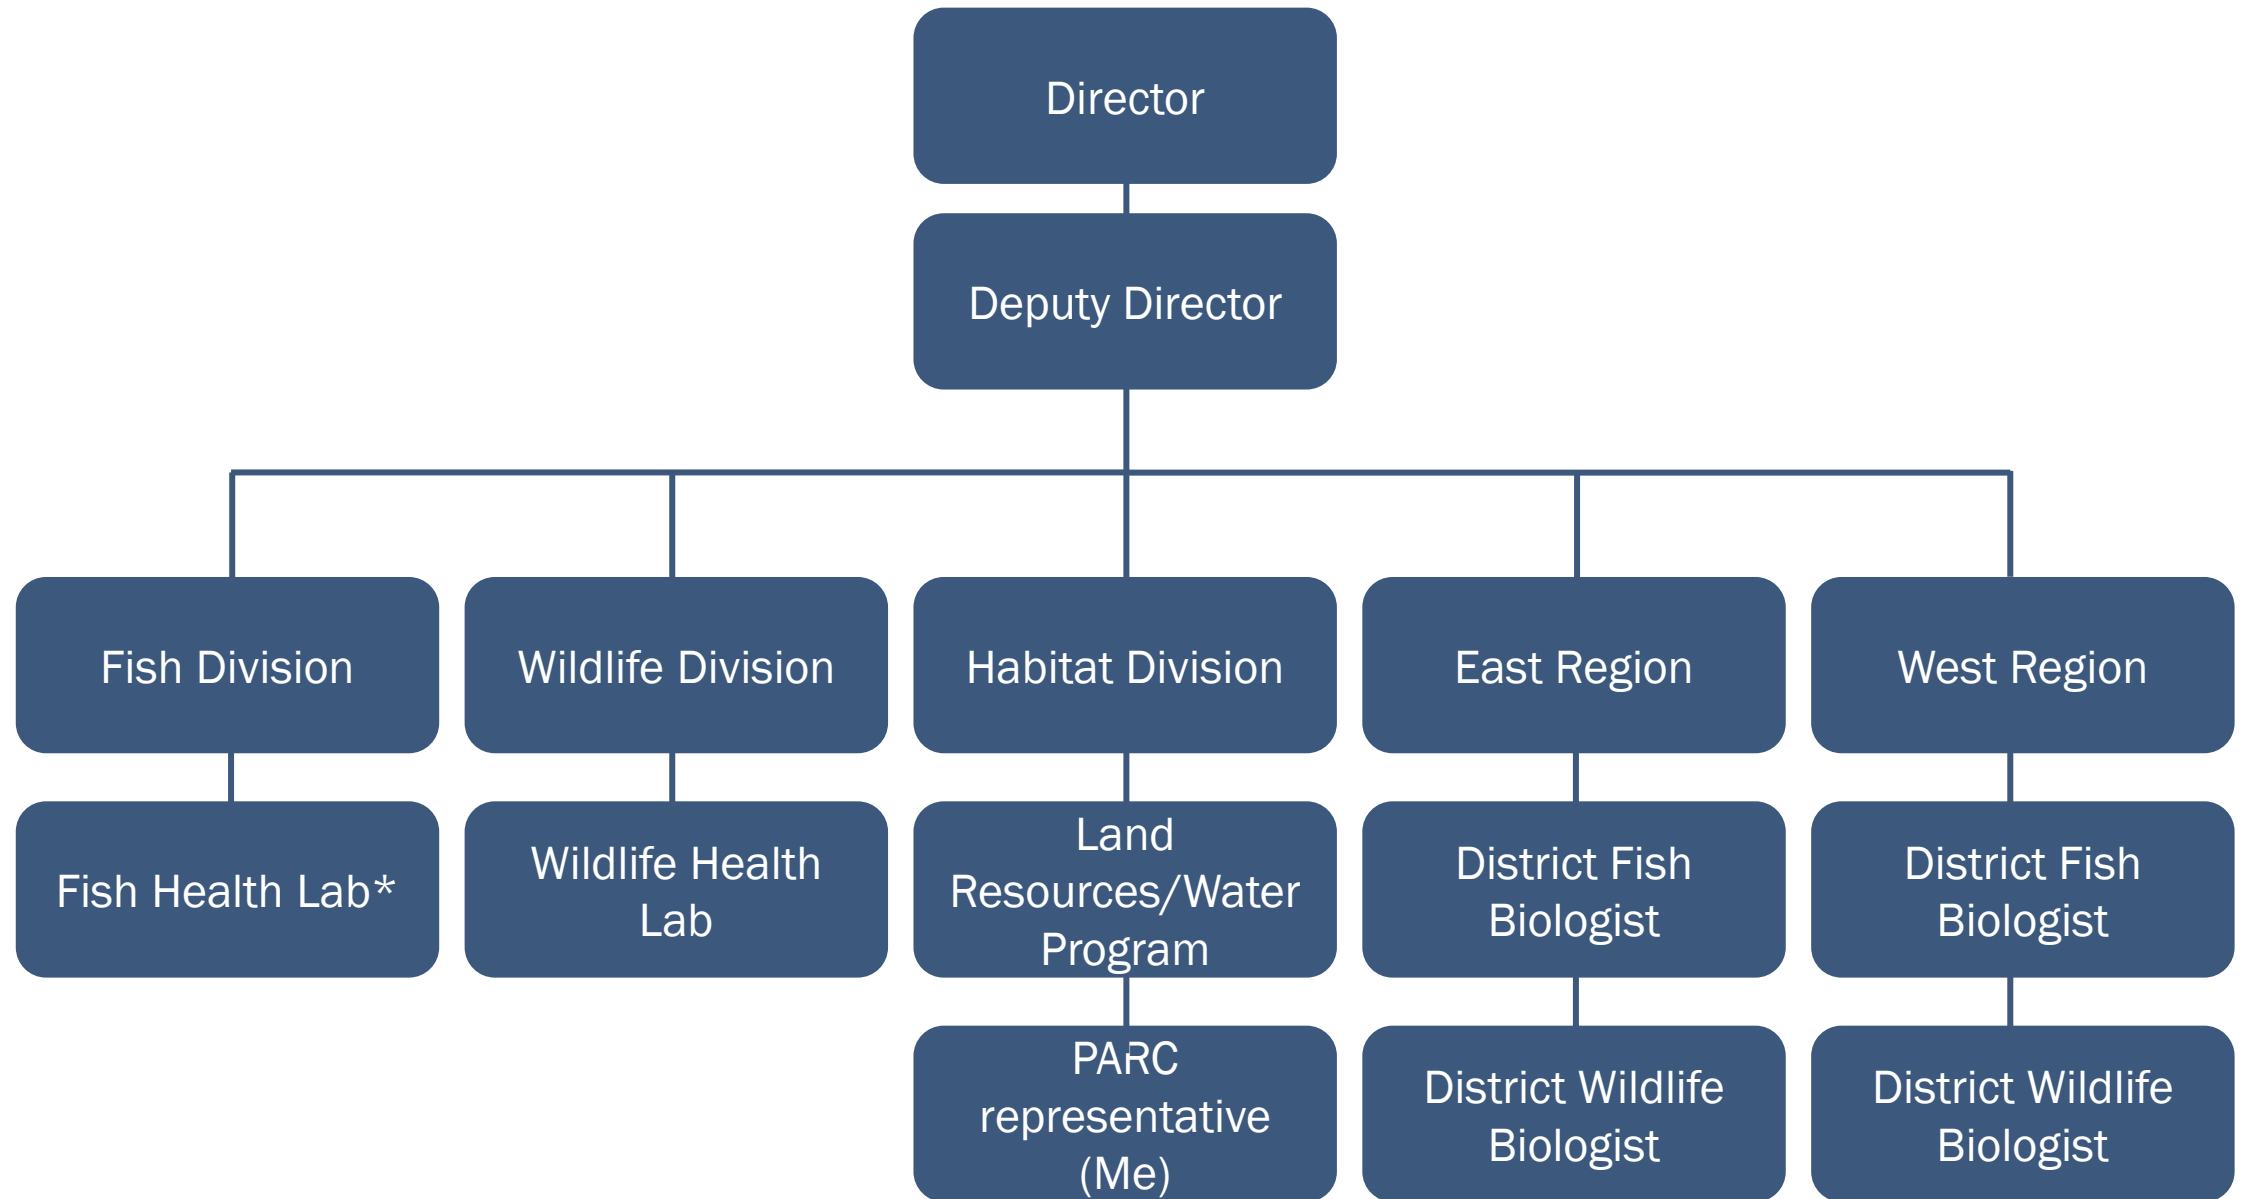 Director
Deputy Director
Fish Division
Wildlife Division
Habitat Division
East Region
West Region
Fish Health Lab*
Wildlife Health
Lab
Land
Resources/Water
Program
District Fish
Biologist
District Fish
Biologist
PARC
representative
(Me)
District Wildlife
Biologist
District Wildlife
Biologist